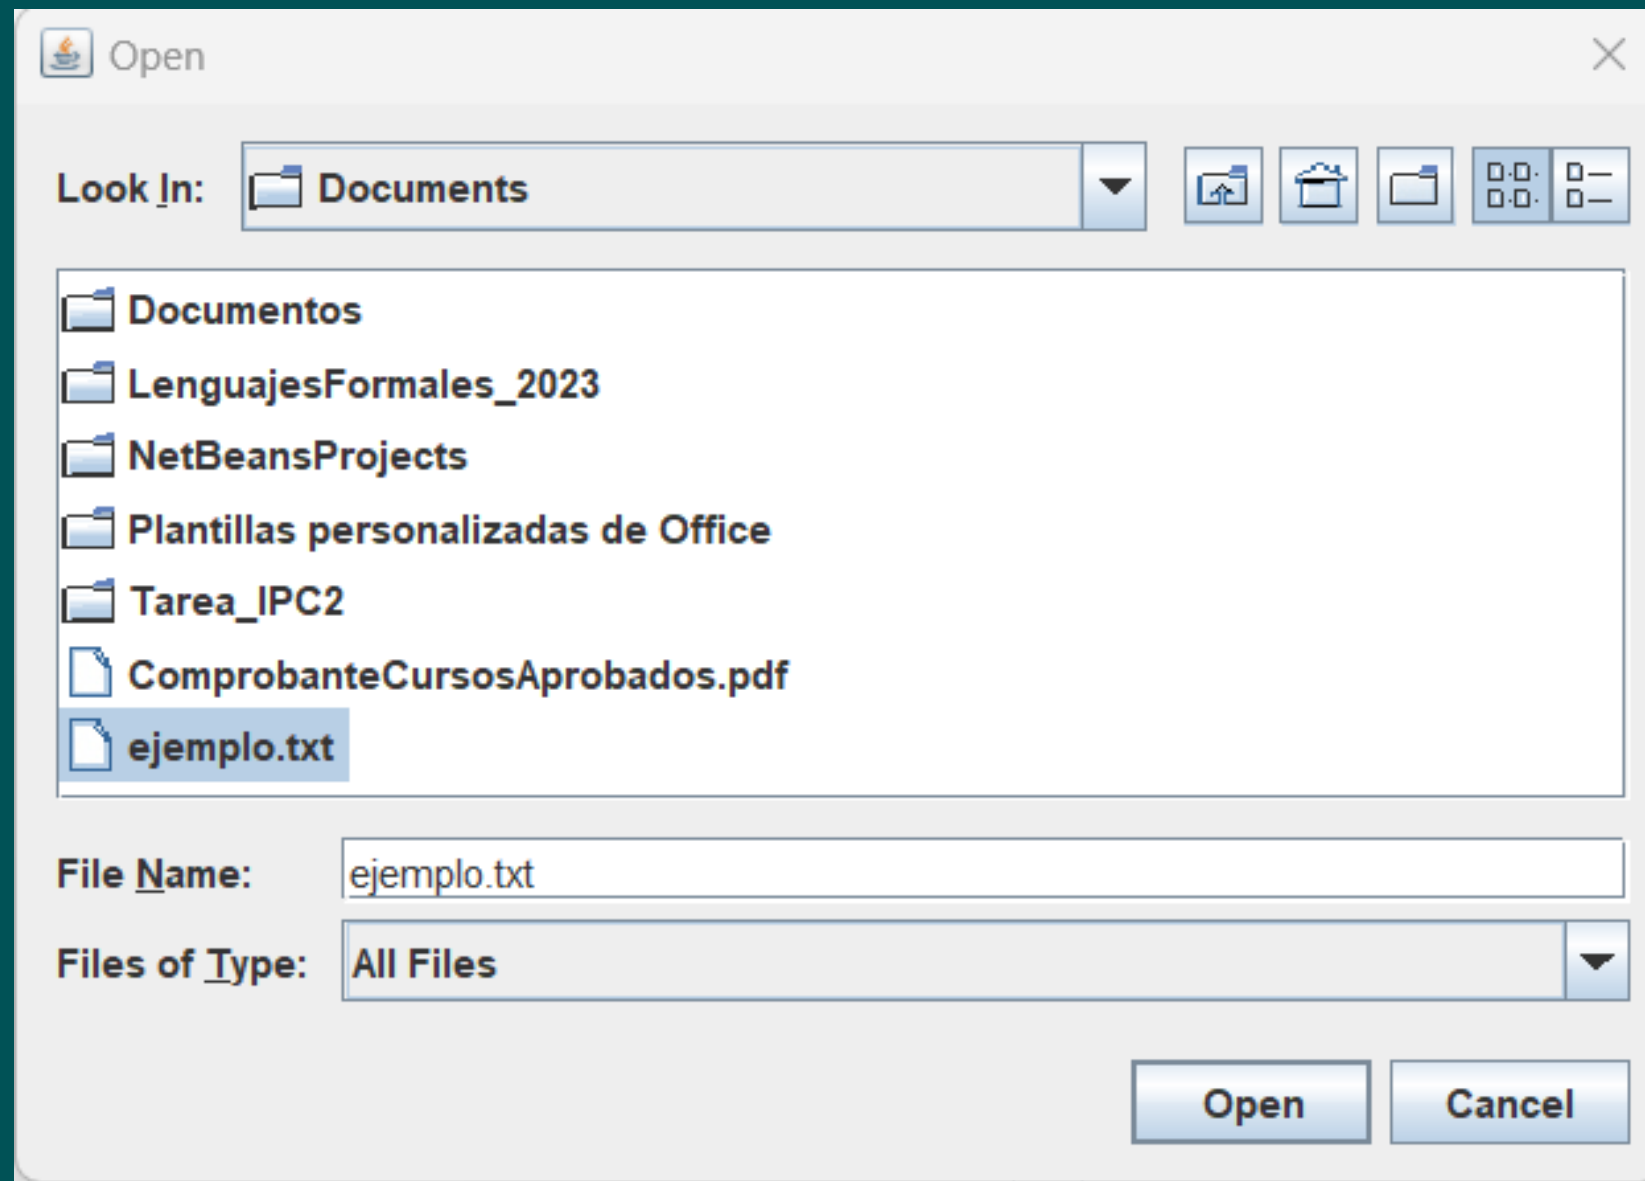 Open
Look In: Documents
Documentos
LenguajesFormales_2023
NetBeansProjects
Plantillas personalizadas de Office
Tarea_IPC2
ComprobanteCursosAprobados.pdf
ejemplo.txt
File Name: ejemplo.txt
Files of Type: All Files
Open Cancel